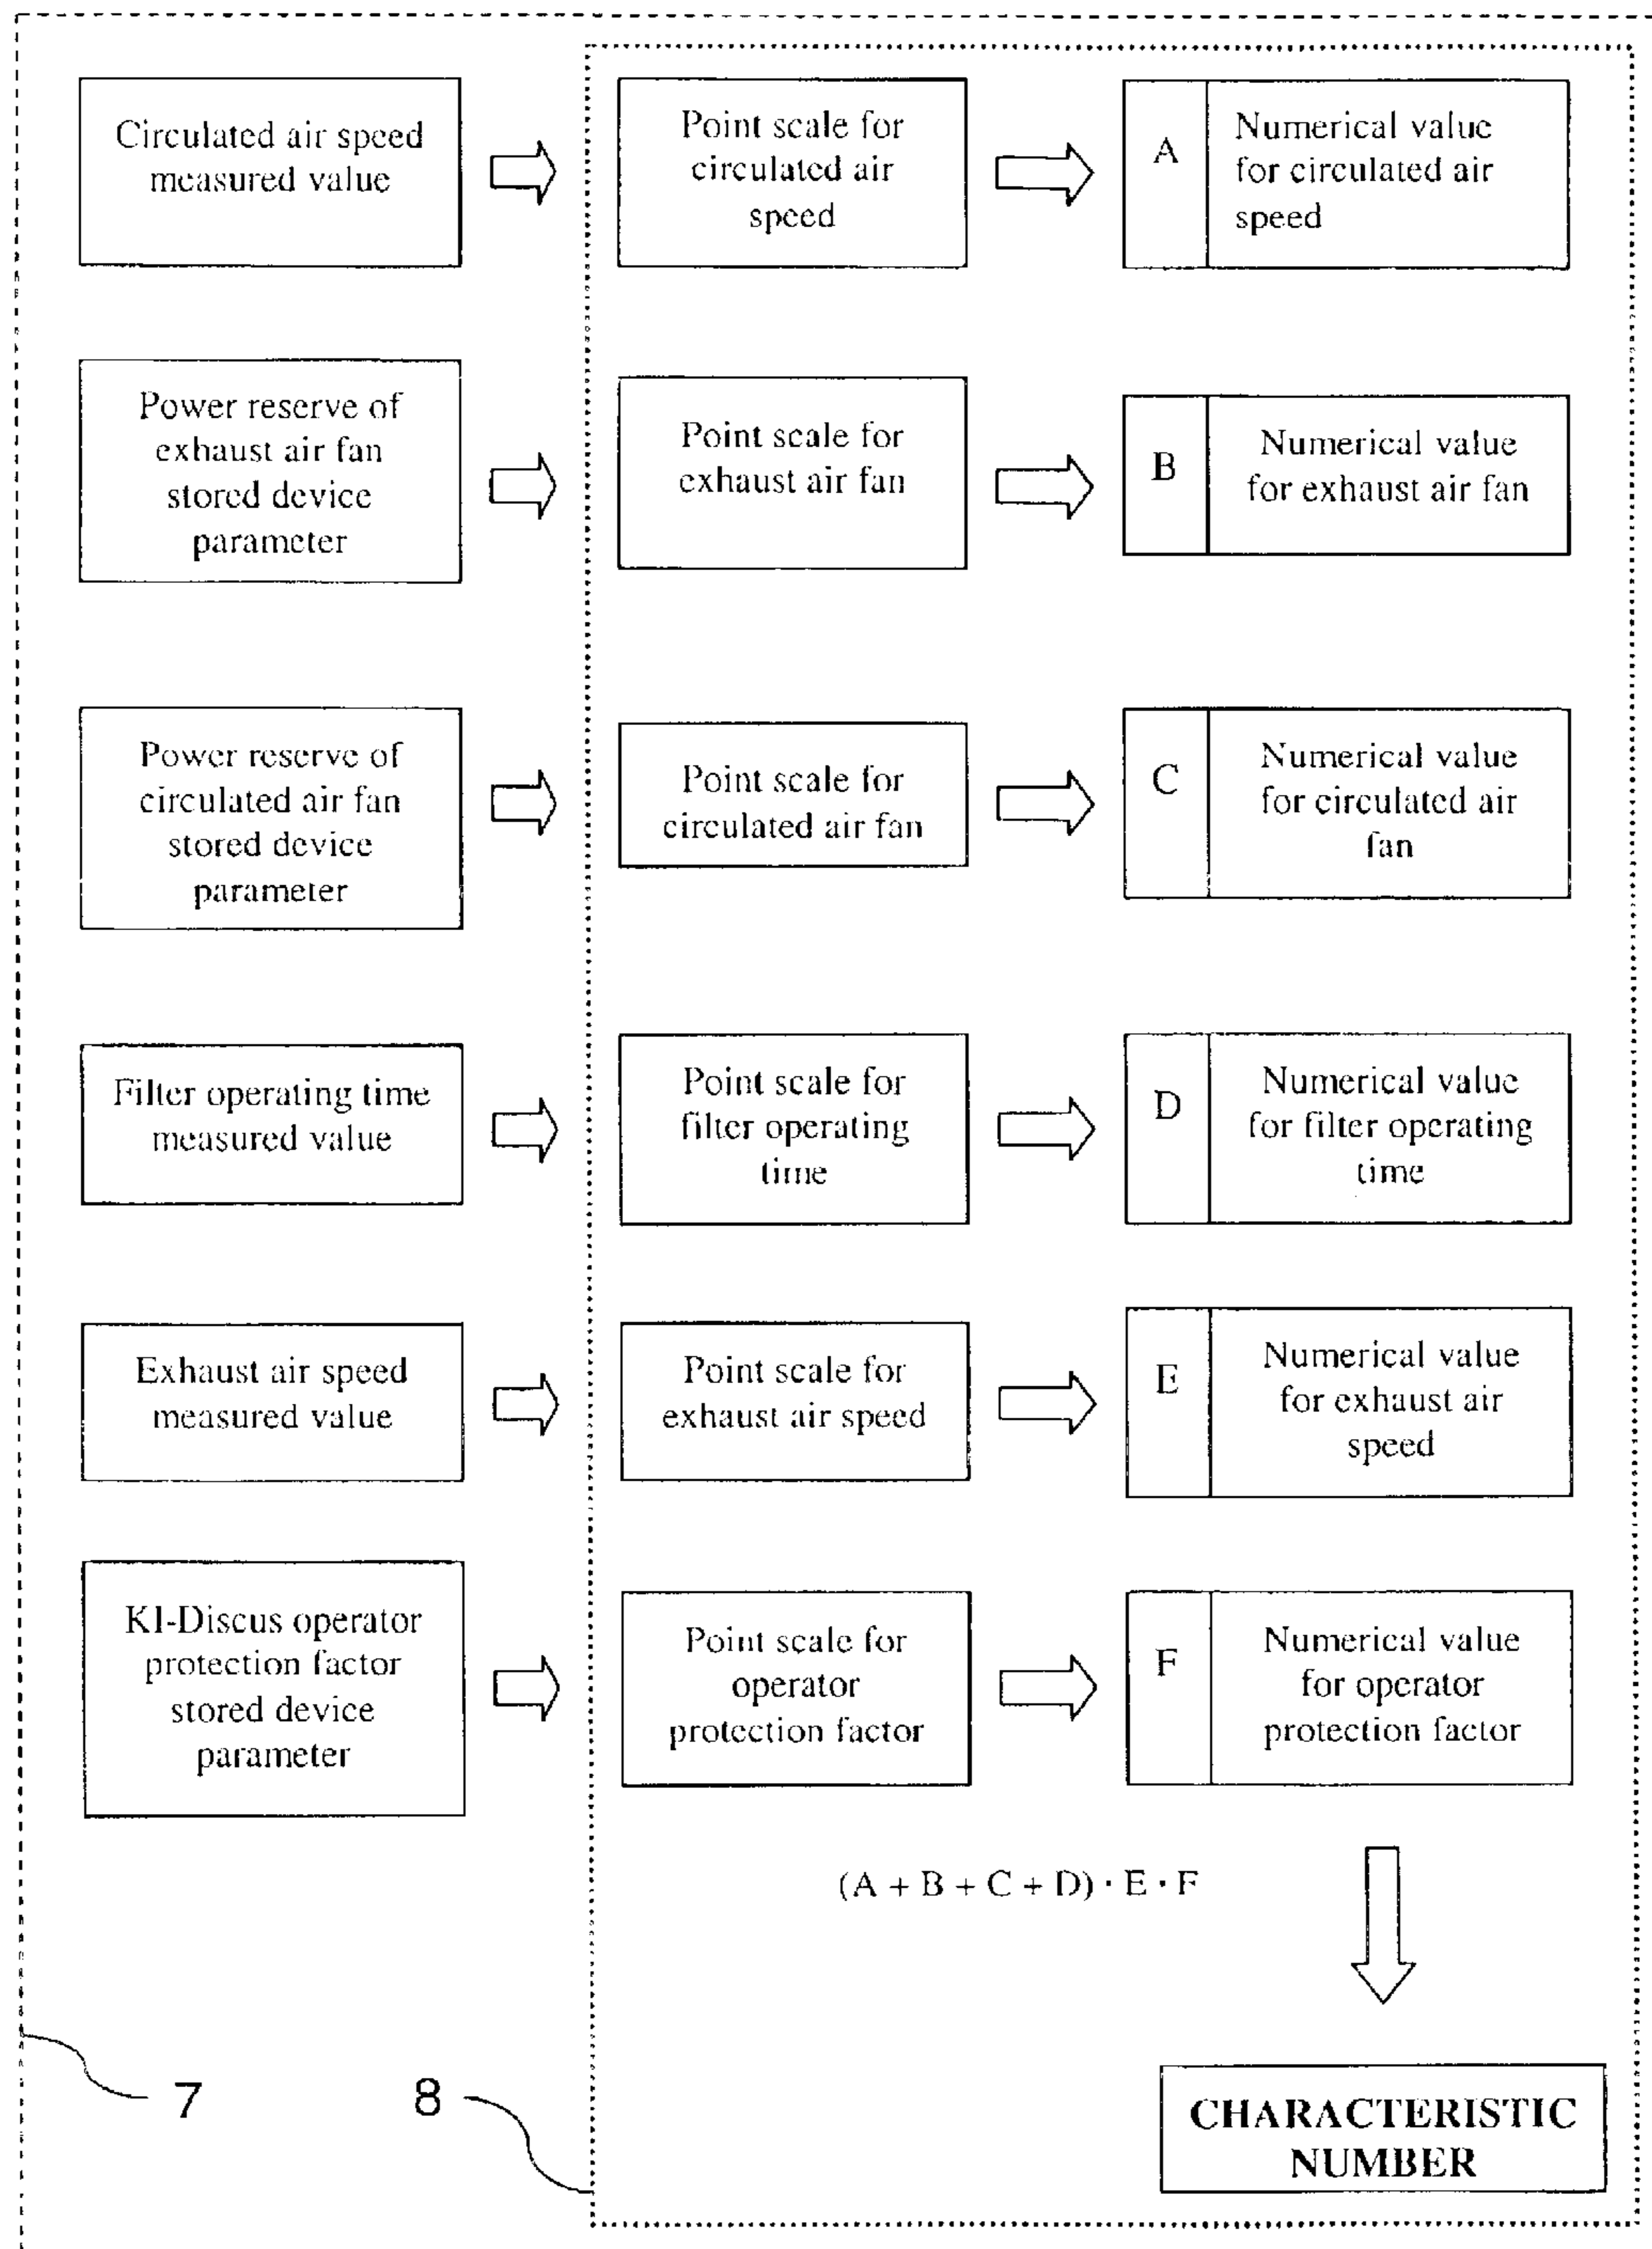 Circulated air speed
measured value
Point scale for
circulated air
speed
A
Numerical value
for circulated air
speed
Power reserve of
exhaust air fan
stored device
parameter
Point scale for
exhaust air fan
B
Numerical value
for exhaust air fan
Power reserve of
circulated air fan
stored device
parameter
Point scale for
circulated air fan
C
Numerical value
for circulated air
fan
Filter operating time
measured value
Point scale for
filter operating
time
D
Numerical value
for filter operating
time
Exhaust air speed
measured value
Point scale for
exhaust air speed
E
Numerical value
for exhaust air
speed
KI-Discus operator
protection factor
stored device
parameter
Point scale for
operator
protection factor
F
Numerical value
for operator
protection factor
(A + B + C + D) · E · F
7
8
CHARACTERISTIC
NUMBER